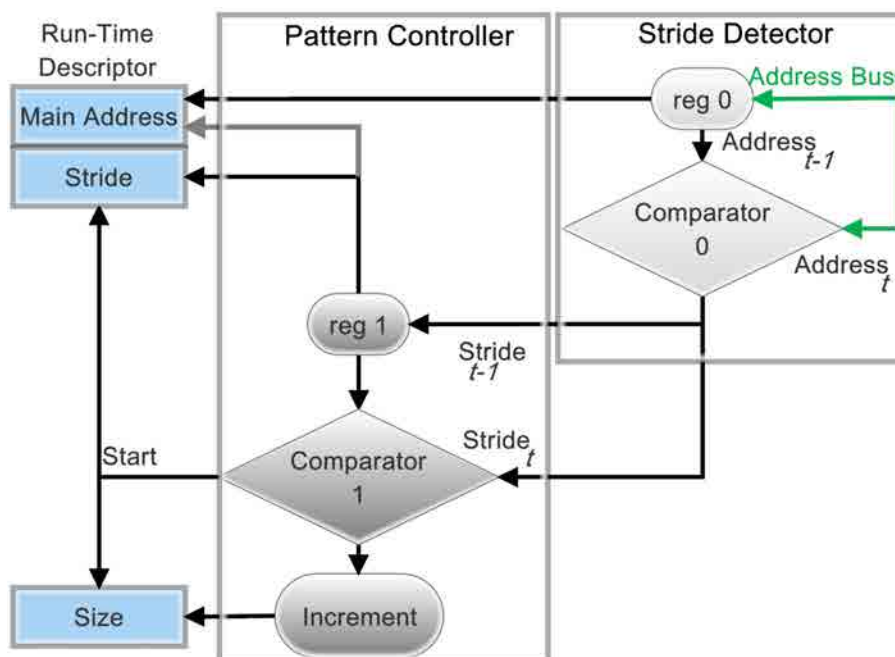 Run-Time
Descriptor
Pattern Controller
Stride Detector
Address Bus
Main Address
reg 0
Address
t-1
Stride
Comparator
0
Address
t
reg 1
Stride
t-1
Start
Comparator
1
Stride
t
Size
Increment